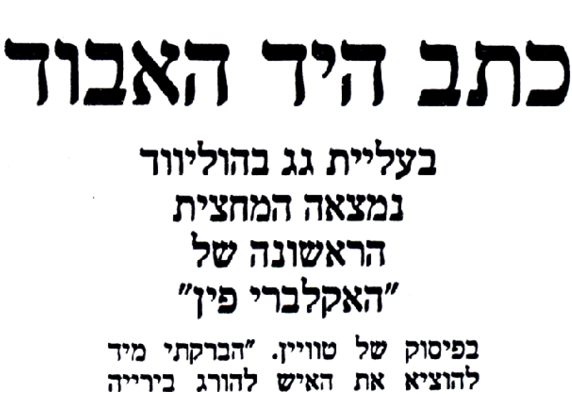 כתב היד האבוד
בעליית גג בהוליווד
נמצאה המחצית
הראשונה של
"האקלברי פין"
בפיסוק של טוויין. "הברקתי מיד
להוציא את האיש להורג בירייה